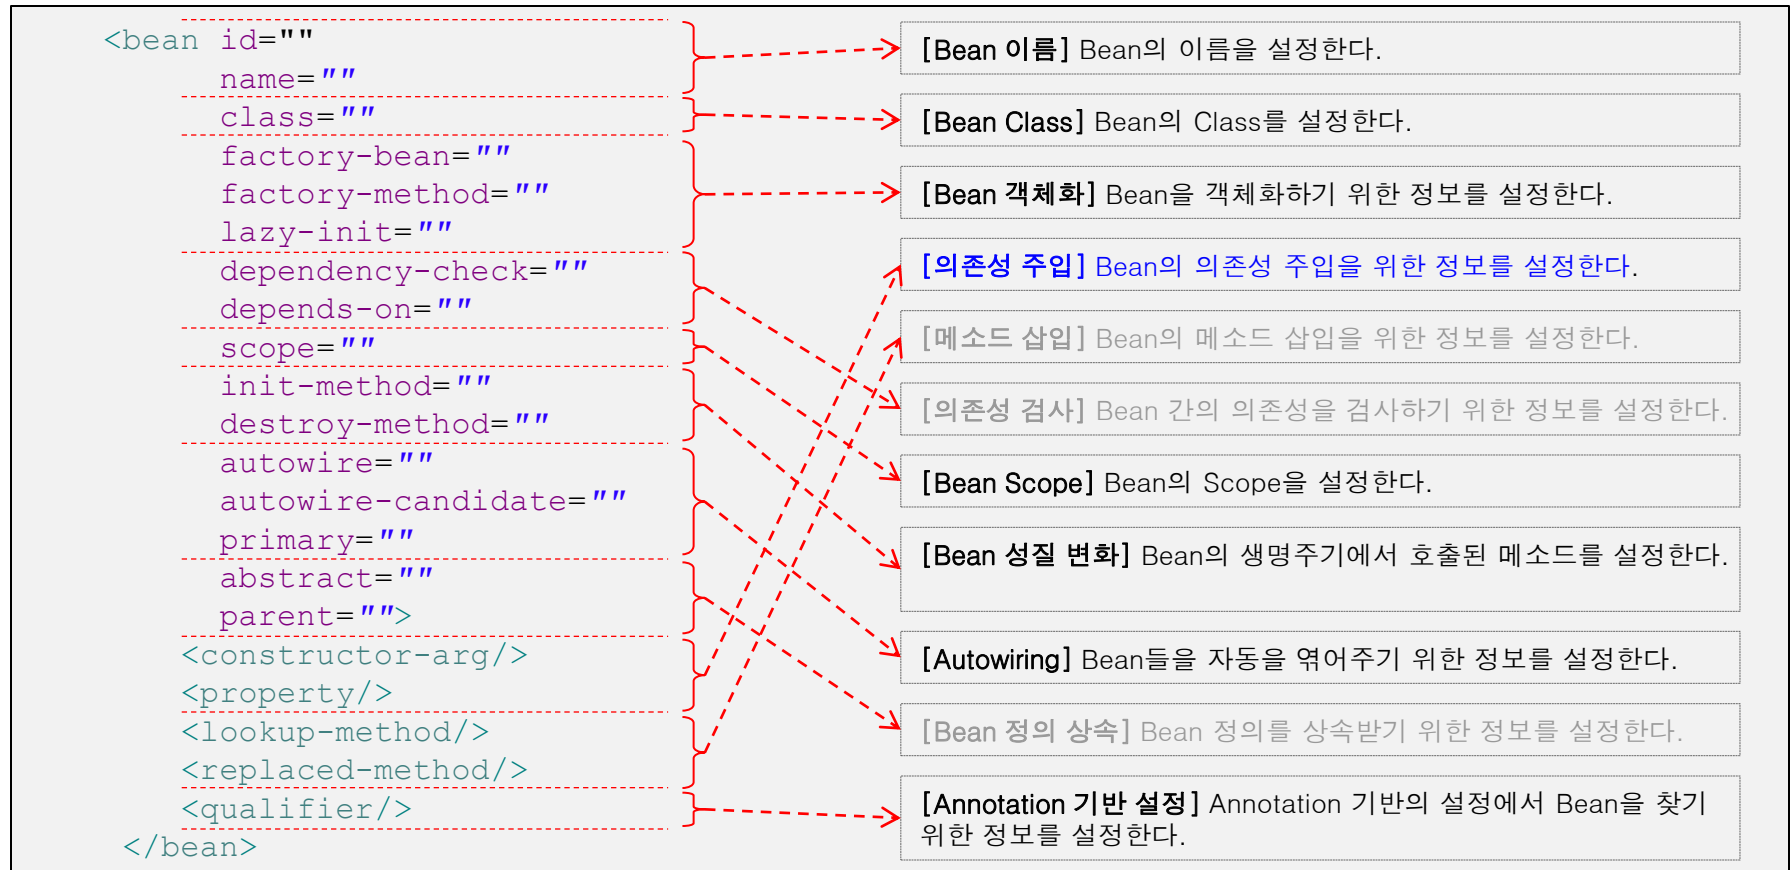 <bean id=""
name=""
class=""
factory-bean=""
factory-method=""
lazy-init=""
dependency-check=""
depends-on=""
scope=""
init-method=""
destroy-method=""
autowire=""
autowire-candidate=""
primary=""
abstract=""
parent="">
<constructor-arg/>
<property/>
<lookup-method/>
<replaced-method/>
<qualifier/>
</bean>
[Bean 이름] Bean의 이름을 설정한다.
[Bean Class] Bean의 Class를 설정한다.
[Bean 객체화] Bean을 객체화하기 위한 정보를 설정한다.
[의존성 주입] Bean의 의존성 주입을 위한 정보를 설정한다.
[메소드 삽입] Bean의 메소드 삽입을 위한 정보를 설정한다.
[의존성 검사] Bean 간의 의존성을 검사하기 위한 정보를 설정한다.
[Bean Scope] Bean의 Scope을 설정한다.
[Bean 성질 변화] Bean의 생명주기에서 호출된 메소드를 설정한다.
[Autowiring] Bean들을 자동을 엮어주기 위한 정보를 설정한다.
[Bean 정의 상속] Bean 정의를 상속받기 위한 정보를 설정한다.
[Annotation 기반 설정] Annotation 기반의 설정에서 Bean을 찾기
위한 정보를 설정한다.